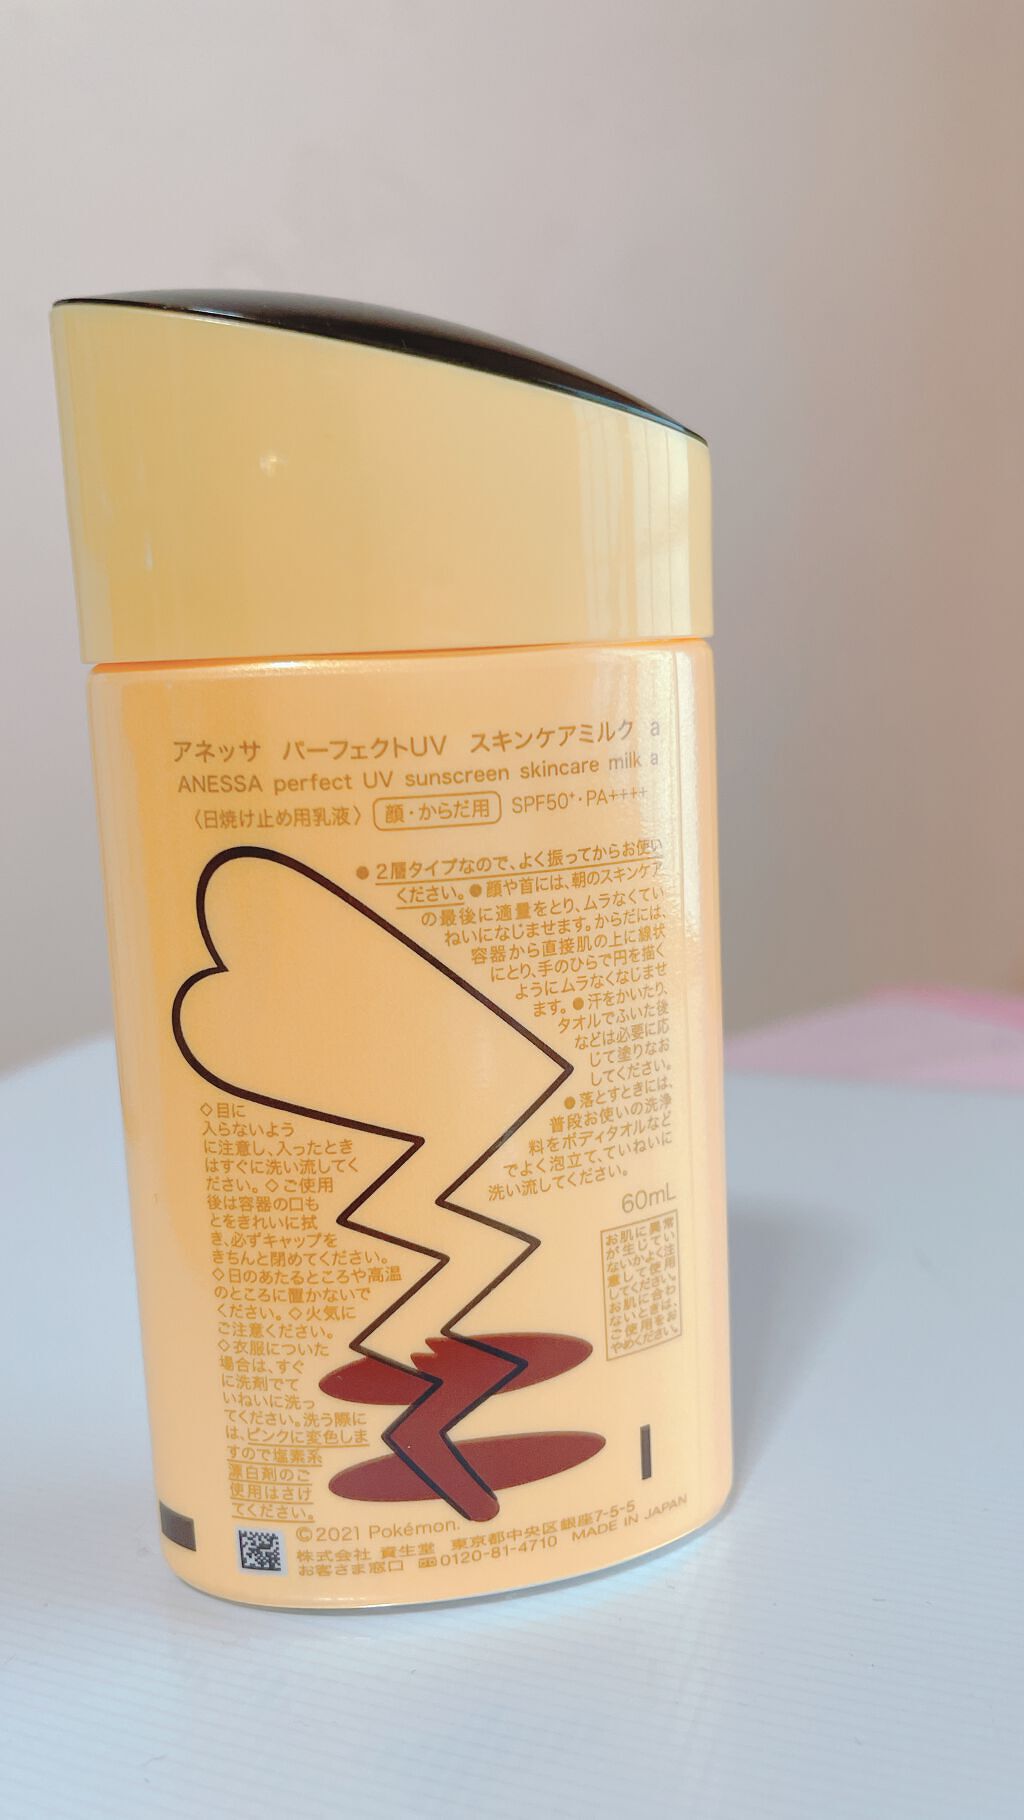 アネッサ パーフェクトUV スキンケアミルク a
ANESSA perfect UV sunscreen skincare milk a
〈日焼け止め用乳液〉 顔・からだ用 SPF50+・PA++++
●2層タイプなので、よく振ってからお使い
ください。●顔や首には、朝のスキンケア
の最後に適量をとり、ムラなくてい
ねいになじませます。からだには、
容器から直接肌の上に線状
にとり、手のひらで円を描く
ようにムラなくなじませ
ます。●汗をかいたり、
タオルでふいた後
などは必要に応
じて塗りなお
してください。
●落とすときには、
普段お使いの洗浄
料をボディタオルなど
でよく泡立て、ていねいに
洗い流してください。
◇目に
入らないよう
に注意し、入ったとき
はすぐに洗い流してく
ださい。◇ご使用
後は容器の口も
とをきれいに拭
き、必ずキャップを
きちんと閉めてください。
◇日のあたるところや高温
のところに置かないで
ください。◇火気に
ご注意ください。
◇衣服についた
場合は、すぐ
に洗剤でて
いねいに洗っ
てください。洗う際に
は、ピンクに変色しま
すので塩素系
漂白剤のご
使用はさけ
てください。
60mL
お肌に異常
が生じてい
ないかよく注
意して使用
してください。
お肌に合わ
ないときは、
ご使用をお
やめください。
©2021 Pokémon.
株式会社 資生堂 東京都中央区銀座7-5-5
お客さま窓口 0120-81-4710 MADE IN JAPAN